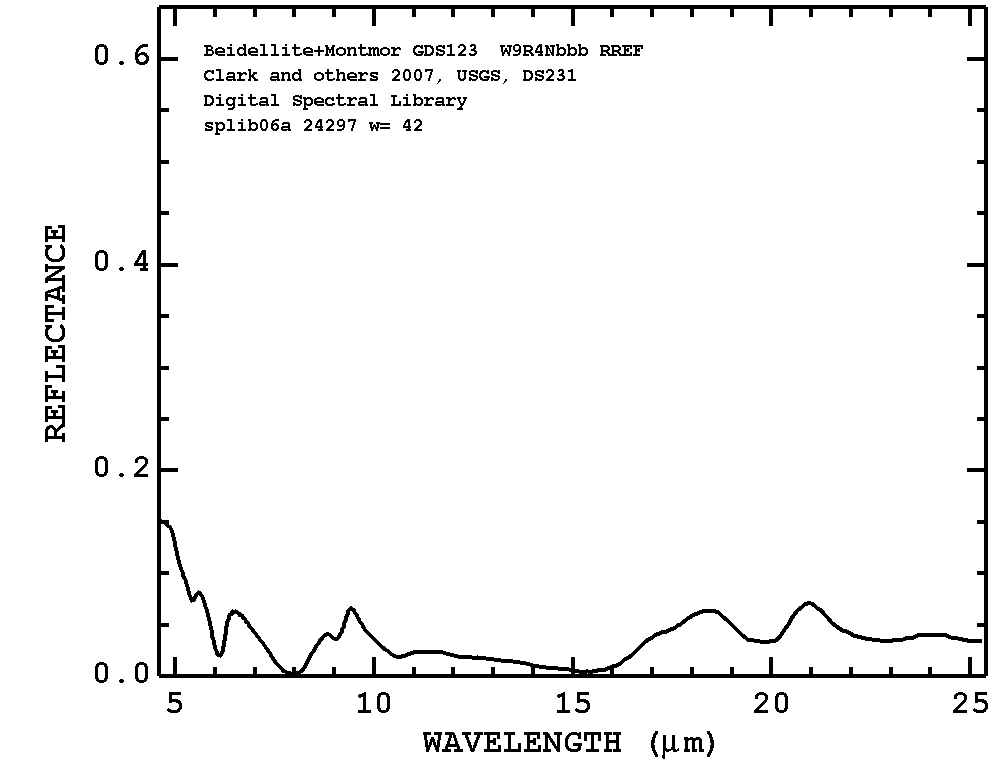 Beidellite+Montmor GDS123  W9R4Nbbb RREF
Clark and others 2007, USGS, DS231
Digital Spectral Library
splib06a 24297 w= 42
REFLECTANCE
0.6
0.4
0.2
0.0
5 10 15 20 25
WAVELENGTH (μm)